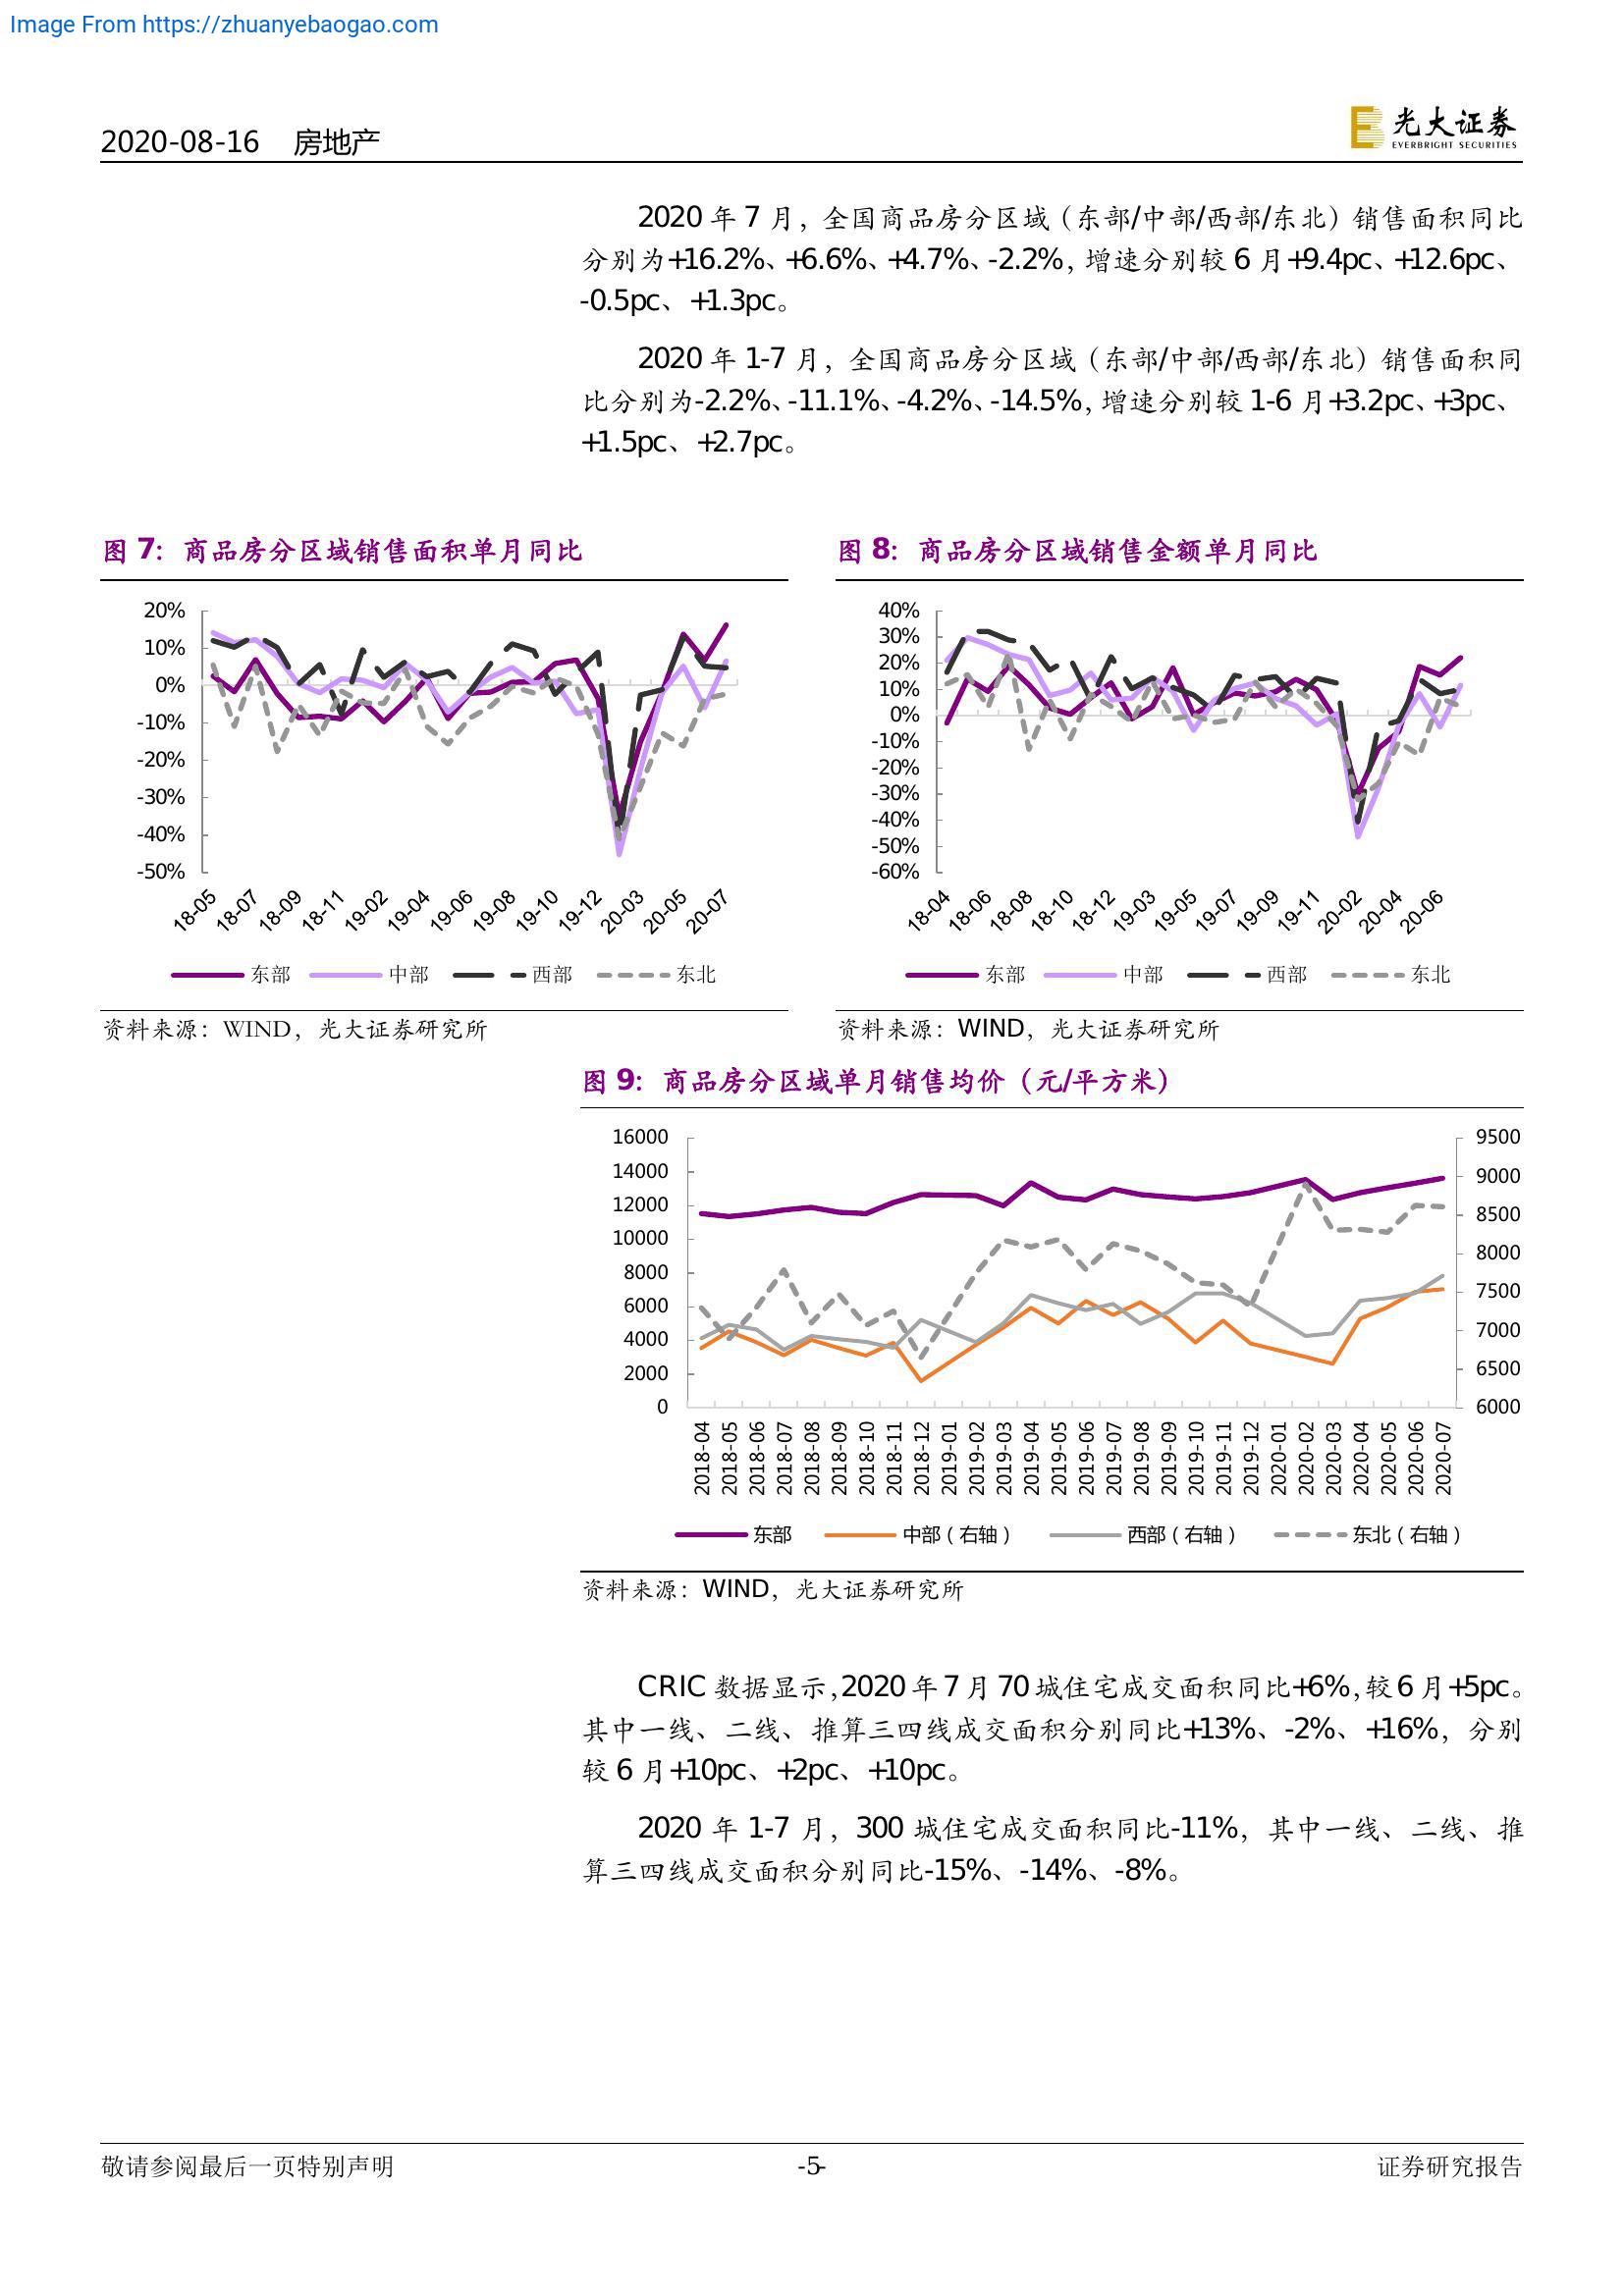 Image From https://zhuanyebaogao.com
2020-08-16 房地产
光大证券
EVERBRIGHT SECURITIES
2020 年 7 月，全国商品房分区域（东部/中部/西部/东北）销售面积同比
分别为+16.2%、+6.6%、+4.7%、-2.2%，增速分别较 6 月+9.4pc、+12.6pc、
-0.5pc、+1.3pc。
2020 年 1-7 月，全国商品房分区域（东部/中部/西部/东北）销售面积同
比分别为-2.2%、-11.1%、-4.2%、-14.5%，增速分别较 1-6 月+3.2pc、+3pc、
+1.5pc、+2.7pc。
图 7：商品房分区域销售面积单月同比
20%
10%
0%
-10%
-20%
-30%
-40%
-50%
18-05 18-07 18-09 18-11 19-02 19-04 19-06 19-08 19-10 19-12 20-03 20-05 20-07
东部 中部 西部 东北
资料来源：WIND，光大证券研究所
图 8：商品房分区域销售金额单月同比
40%
30%
20%
10%
0%
-10%
-20%
-30%
-40%
-50%
-60%
18-04 18-06 18-08 18-10 18-12 19-03 19-05 19-07 19-09 19-11 20-02 20-04 20-06
东部 中部 西部 东北
资料来源：WIND，光大证券研究所
图 9：商品房分区域单月销售均价（元/平方米）
16000
14000
12000
10000
8000
6000
4000
2000
0
9500
9000
8500
8000
7500
7000
6500
6000
2018-04 2018-05 2018-06 2018-07 2018-08 2018-09 2018-10 2018-11 2018-12 2019-01 2019-02 2019-03 2019-04 2019-05 2019-06 2019-07 2019-08 2019-09 2019-10 2019-11 2019-12 2020-01 2020-02 2020-03 2020-04 2020-05 2020-06 2020-07
东部 中部（右轴） 西部（右轴） 东北（右轴）
资料来源：WIND，光大证券研究所
CRIC 数据显示，2020 年 7 月 70 城住宅成交面积同比+6%，较 6 月+5pc。
其中一线、二线、推算三四线成交面积分别同比+13%、-2%、+16%，分别
较 6 月+10pc、+2pc、+10pc。
2020 年 1-7 月，300 城住宅成交面积同比-11%，其中一线、二线、推
算三四线成交面积分别同比-15%、-14%、-8%。
敬请参阅最后一页特别声明
-5-
证券研究报告